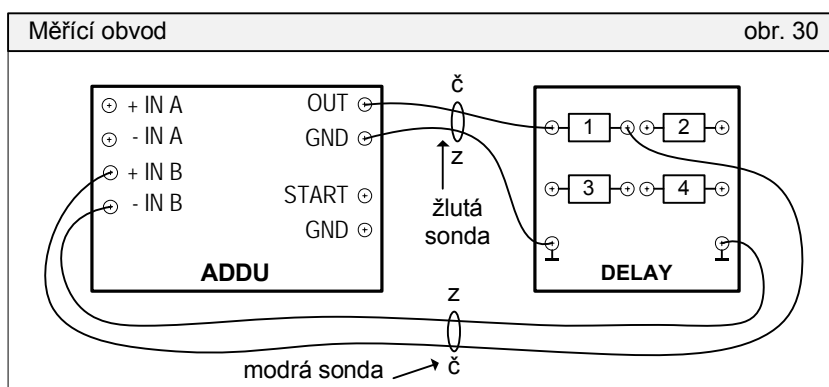 Měřící obvod obr. 30
+ IN A OUT
- IN A GND
+ IN B
- IN B START
GND
ADDU
č
z
žlutá
sonda
1 2
3 4
DELAY
z
modrá sonda č